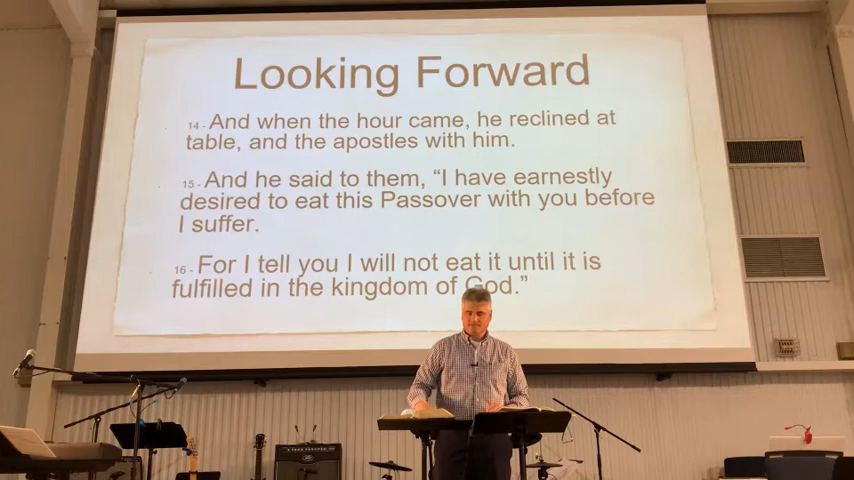 Looking Forward
14 - And when the hour came, he reclined at
table, and the apostles with him.
15 - And he said to them, “I have earnestly
desired to eat this Passover with you before
I suffer.
16 - For I tell you I will not eat it until it is
fulfilled in the kingdom of God.”